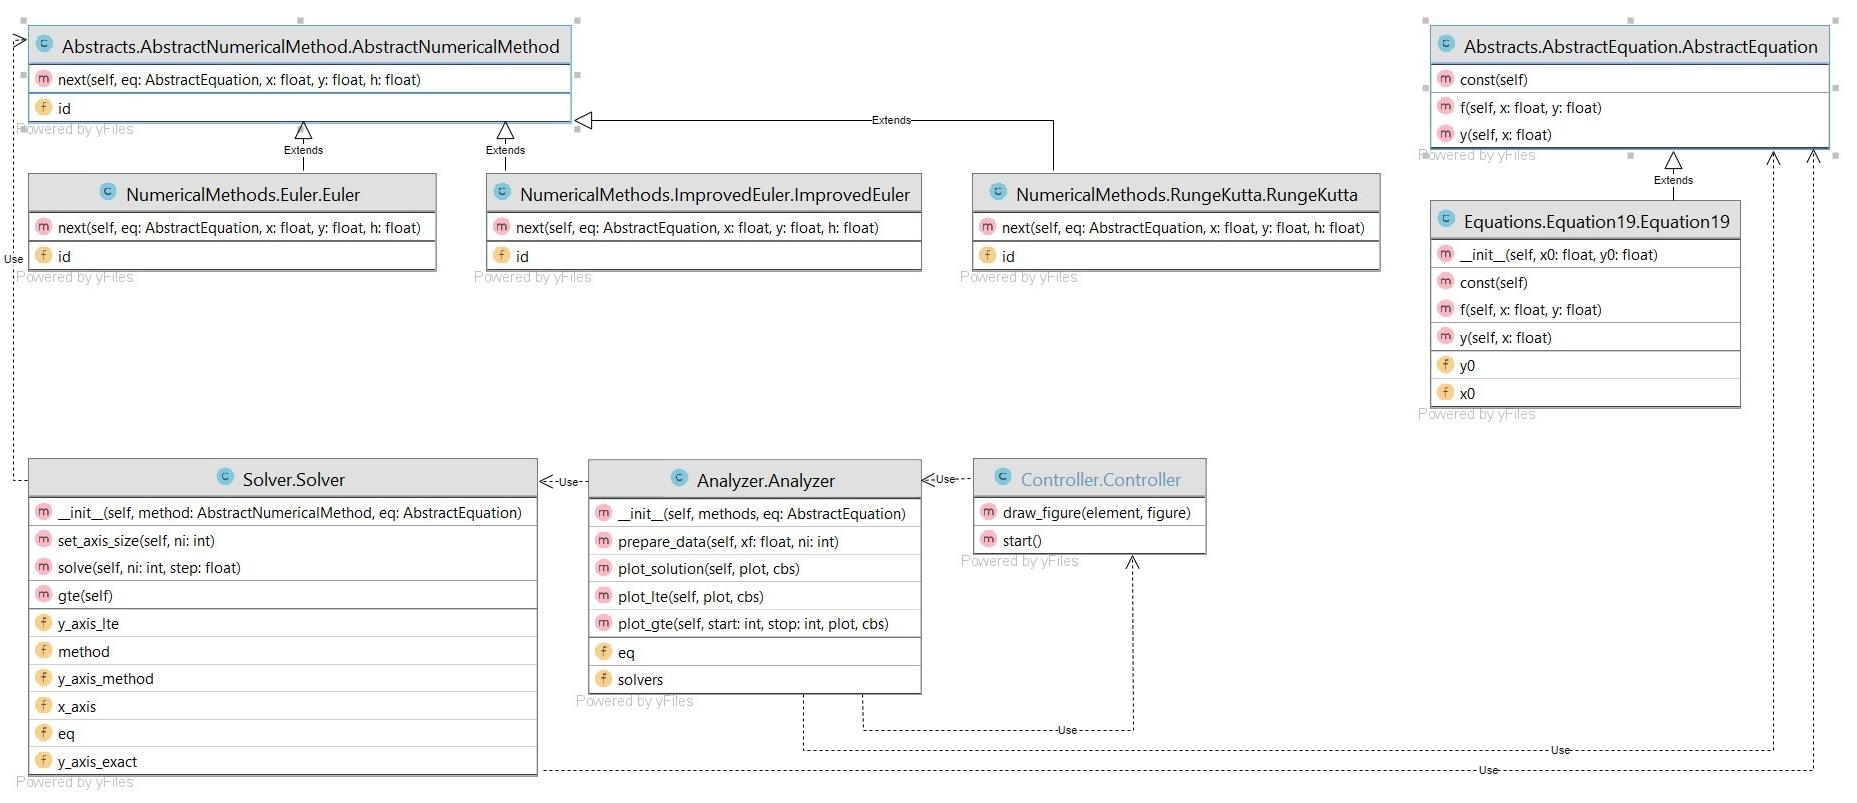 Abstracts.AbstractNumericalMethod.AbstractNumericalMethod
next(self, eq: AbstractEquation, x: float, y: float, h: float)
id
Powered by yFiles
Abstracts.AbstractEquation.AbstractEquation
const(self)
f(self, x: float, y: float)
y(self, x: float)
Powered by yFiles
Extends
Extends
Extends
Extends
NumericalMethods.Euler.Euler
next(self, eq: AbstractEquation, x: float, y: float, h: float)
id
Powered by yFiles
NumericalMethods.ImprovedEuler.ImprovedEuler
next(self, eq: AbstractEquation, x: float, y: float, h: float)
id
Powered by yFiles
NumericalMethods.RungeKutta.RungeKutta
next(self, eq: AbstractEquation, x: float, y: float, h: float)
id
Powered by yFiles
Equations.Equation19.Equation19
__init__(self, x0: float, y0: float)
const(self)
f(self, x: float, y: float)
y(self, x: float)
y0
x0
Powered by yFiles
Use
Solver.Solver
__init__(self, method: AbstractNumericalMethod, eq: AbstractEquation)
set_axis_size(self, ni: int)
solve(self, ni: int, step: float)
gte(self)
y_axis_lte
method
y_axis_method
x_axis
eq
y_axis_exact
Powered by yFiles
Use
Analyzer.Analyzer
__init__(self, methods, eq: AbstractEquation)
prepare_data(self, xf: float, ni: int)
plot_solution(self, plot, cbs)
plot_lte(self, plot, cbs)
plot_gte(self, start: int, stop: int, plot, cbs)
eq
solvers
Powered by yFiles
Use
Controller.Controller
draw_figure(element, figure)
start()
Powered by yFiles
Use
Use
Use